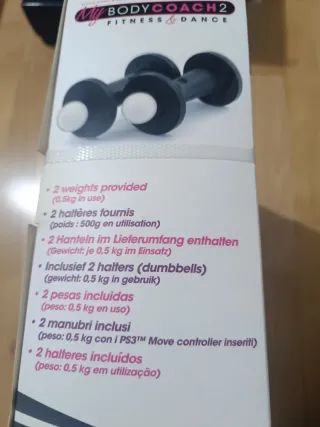 My BODYCOACH2
FITNESS & DANCE
• 2 weights provided
(0,5kg in use)
• 2 haltères fournis
(poids : 500g en utilisation)
• 2 Hanteln im Lieferumfang enthalten
(Gewicht: je 0,5 kg im Einsatz)
• Inclusief 2 halters (dumbbells)
(gewicht: 0,5 kg in gebruik)
• 2 pesas incluidas
(peso: 0,5 kg en uso)
• 2 manubri inclusi
(peso: 0,5 kg con i PS3™ Move controller inseriti)
• 2 halteres incluídos
(peso: 0,5 kg em utilização)